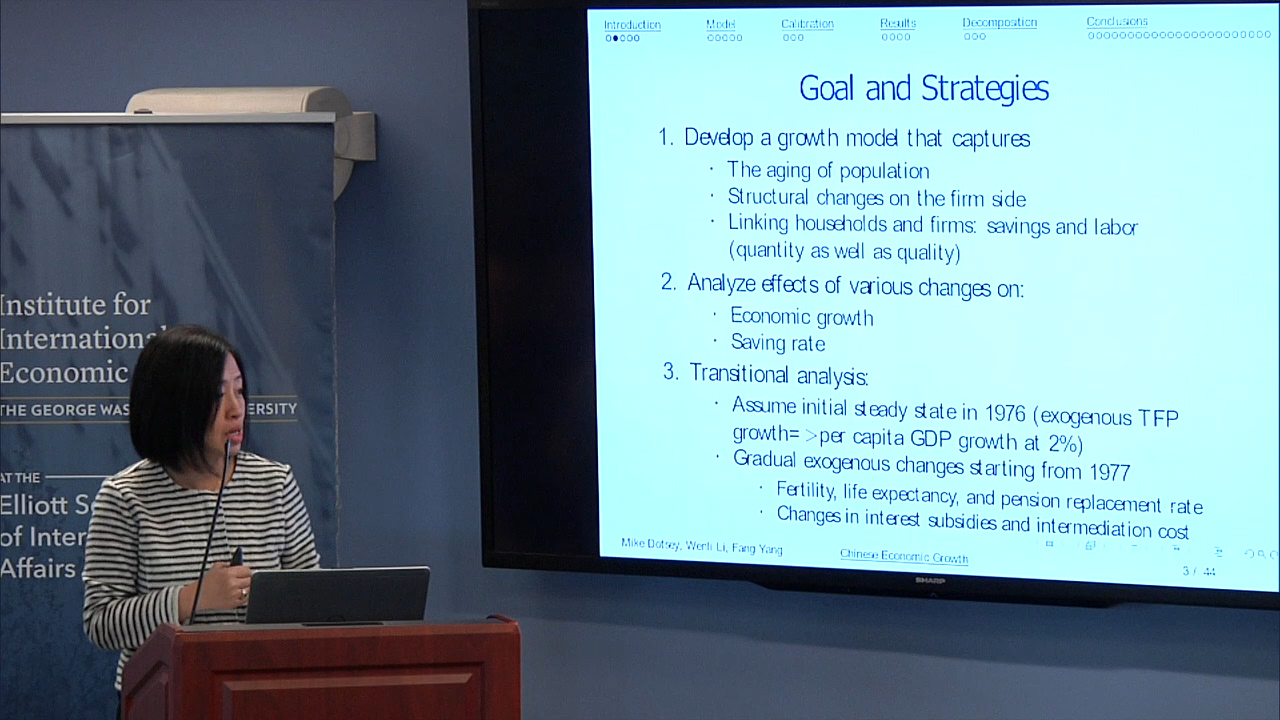 Institute for
International
Economic
THE GEORGE WAS ERSITY
AT THE
Elliott S
of Inter
Affairs
Introduction Model Calibration Results Decomposition Conclusions
Goal and Strategies
1. Develop a growth model that captures
· The aging of population
· Structural changes on the firm side
· Linking households and firms: savings and labor
(quantity as well as quality)
2. Analyze effects of various changes on:
· Economic growth
· Saving rate
3. Transitional analysis:
· Assume initial steady state in 1976 (exogenous TFP
growth= >per capita GDP growth at 2%)
· Gradual exogenous changes starting from 1977
· Fertility, life expectancy, and pension replacement rate
· Changes in interest subsidies and intermediation cost
Mike Dotsey, Wenli Li, Fang Yang Chinese Economic Growth
3 / 44
SHARP